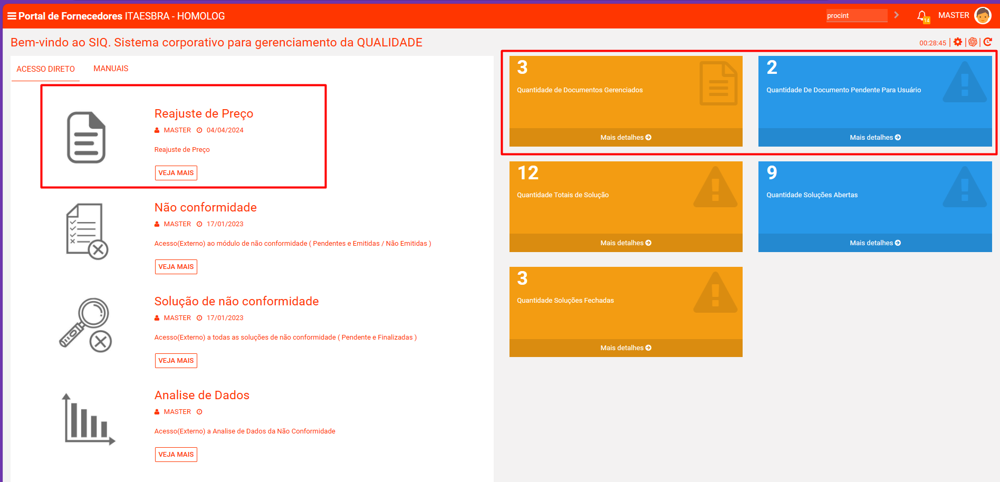 Portal de Fornecedores ITAESBRA - HOMOLOG
procint
14
MASTER
Bem-vindo ao SIQ. Sistema corporativo para gerenciamento da QUALIDADE
00:28:45
ACESSO DIRETO
MANUAIS
Reajuste de Preço
MASTER 04/04/2024
Reajuste de Preço
VEJA MAIS
Não conformidade
MASTER 17/01/2023
Acesso(Externo) ao módulo de não conformidade ( Pendentes e Emitidas / Não Emitidas )
VEJA MAIS
Solução de não conformidade
MASTER 17/01/2023
Acesso(Externo) a todas as soluções de não conformidade ( Pendente e Finalizadas )
VEJA MAIS
Analise de Dados
MASTER
Acesso(Externo) a Analise de Dados da Não Conformidade
VEJA MAIS
3
Quantidade de Documentos Gerenciados
Mais detalhes
2
Quantidade De Documento Pendente Para Usuário
Mais detalhes
12
Quantidade Totais de Solução
Mais detalhes
9
Quantidade Soluções Abertas
Mais detalhes
3
Quantidade Soluções Fechadas
Mais detalhes